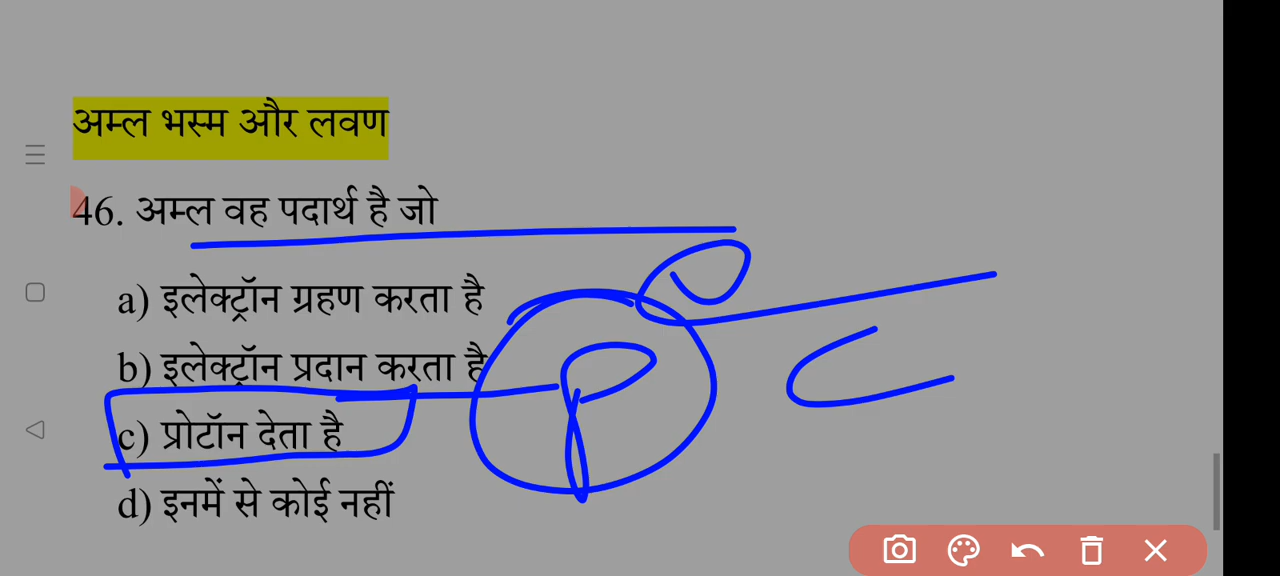 अम्ल भस्म और लवण
46. अम्ल वह पदार्थ है जो
a) इलेक्ट्रॉन ग्रहण करता है
b) इलेक्ट्रॉन प्रदान करता है
c) प्रोटॉन देता है
d) इनमें से कोई नहीं
P